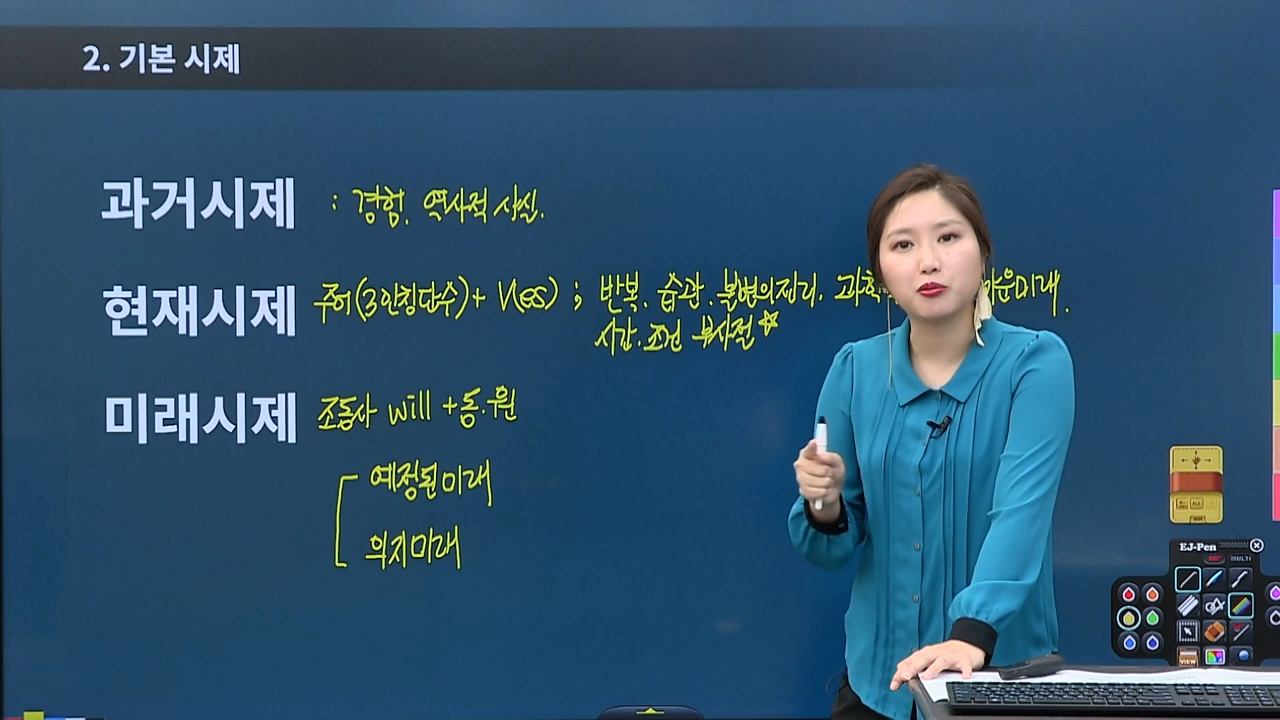 2. 기본 시제
과거시제 : 경험. 역사적 사실.
현재시제 주어(3인칭단수)+ V(es) ; 반복. 습관. 불변의진리. 과학 까운미래.
시간. 조건 부사절☆
미래시제 조동사 will +동.원
예정된미래
의지미래
EJ-Pen
MULTI
VIEW